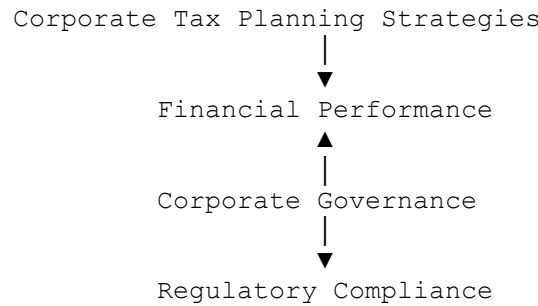 Corporate Tax Planning Strategies
Financial Performance
Corporate Governance
Regulatory Compliance